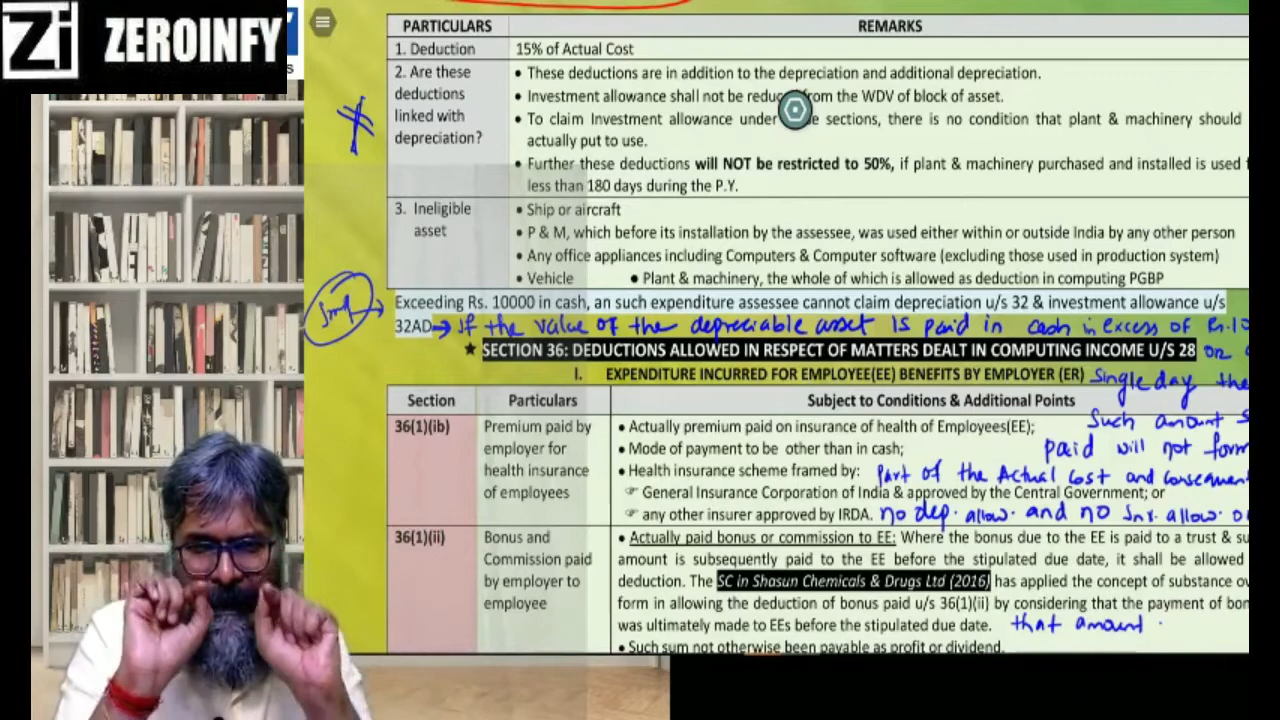 Zi ZEROINFY
PARTICULARS REMARKS
1. Deduction 15% of Actual Cost
2. Are these deductions linked with depreciation?
• These deductions are in addition to the depreciation and additional depreciation.
• Investment allowance shall not be reduc from the WDV of block of asset.
• To claim Investment allowance under e sections, there is no condition that plant & machinery should
actually put to use.
• Further these deductions will NOT be restricted to 50%, if plant & machinery purchased and installed is used
less than 180 days during the P.Y.
3. Ineligible asset
• Ship or aircraft
• P & M, which before its installation by the assessee, was used either within or outside India by any other person
• Any office appliances including Computers & Computer software (excluding those used in production system)
• Vehicle • Plant & machinery, the whole of which is allowed as deduction in computing PGBP
Exceeding Rs. 10000 in cash, an such expenditure assessee cannot claim depreciation u/s 32 & investment allowance u/s
32AD → If the value of the depreciable asset is paid in cash in excess of Rs.10
★ SECTION 36: DEDUCTIONS ALLOWED IN RESPECT OF MATTERS DEALT IN COMPUTING INCOME U/S 28 or
I. EXPENDITURE INCURRED FOR EMPLOYEE(EE) BENEFITS BY EMPLOYER (ER) Single day the
Section Particulars Subject to Conditions & Additional Points
Such amount s
36(1)(ib) Premium paid by employer for health insurance of employees
• Actually premium paid on insurance of health of Employees(EE);
• Mode of payment to be other than in cash; paid will not form
• Health insurance scheme framed by: Part of the Actual Cost and consequen
☞ General Insurance Corporation of India & approved by the Central Government; or
☞ any other insurer approved by IRDA. no dep. allow. and no Inv. allow. o
36(1)(ii) Bonus and Commission paid by employer to employee
• Actually paid bonus or commission to EE: Where the bonus due to the EE is paid to a trust & su
amount is subsequently paid to the EE before the stipulated due date, it shall be allowed
deduction. The SC in Shasun Chemicals & Drugs Ltd (2016) has applied the concept of substance ov
form in allowing the deduction of bonus paid u/s 36(1)(ii) by considering that the payment of bon
was ultimately made to EEs before the stipulated due date. that amount.
• Such sum not otherwise been payable as profit or dividend.